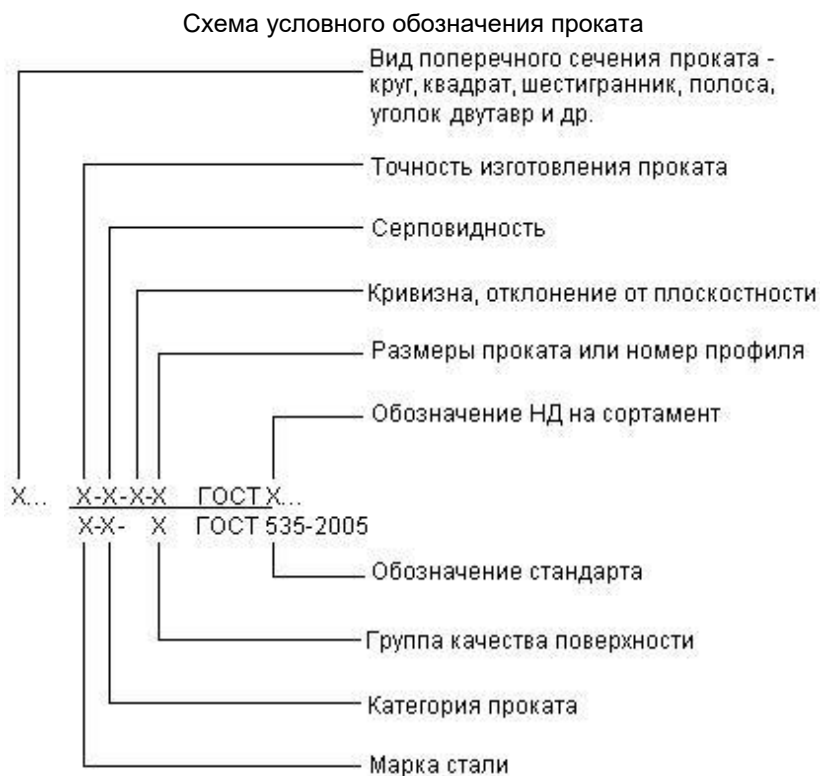 Схема условного обозначения проката
Вид поперечного сечения проката -
круг, квадрат, шестигранник, полоса,
уголок двутавр и др.
Точность изготовления проката
Серповидность
Кривизна, отклонение от плоскостности
Размеры проката или номер профиля
Обозначение НД на сортамент
Х... Х-Х-Х-Х ГОСТ Х...
Х-Х- Х ГОСТ 535-2005
Обозначение стандарта
Группа качества поверхности
Категория проката
Марка стали